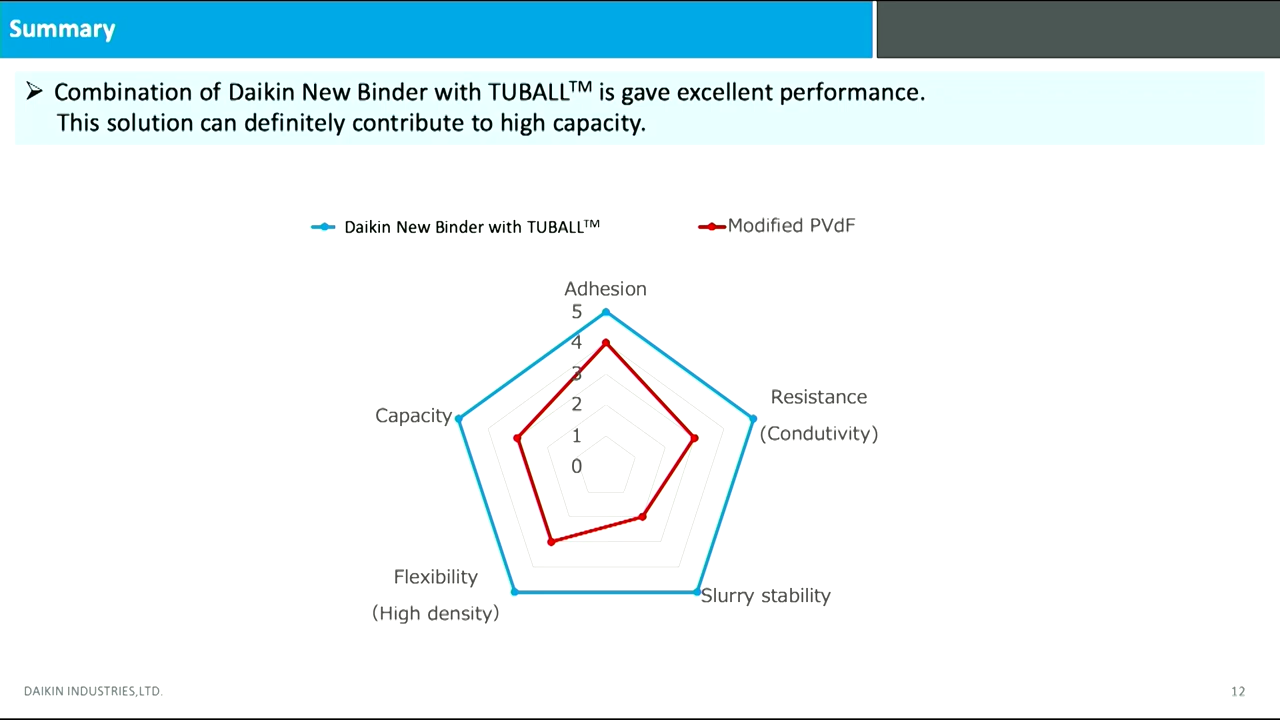 Summary
➢ Combination of Daikin New Binder with TUBALL™ is gave excellent performance.
This solution can definitely contribute to high capacity.
Daikin New Binder with TUBALL™
Modified PVdF
Adhesion
5
4
3
2
1
0
Resistance
(Condutivity)
Capacity
Flexibility
(High density)
Slurry stability
DAIKIN INDUSTRIES,LTD.
12